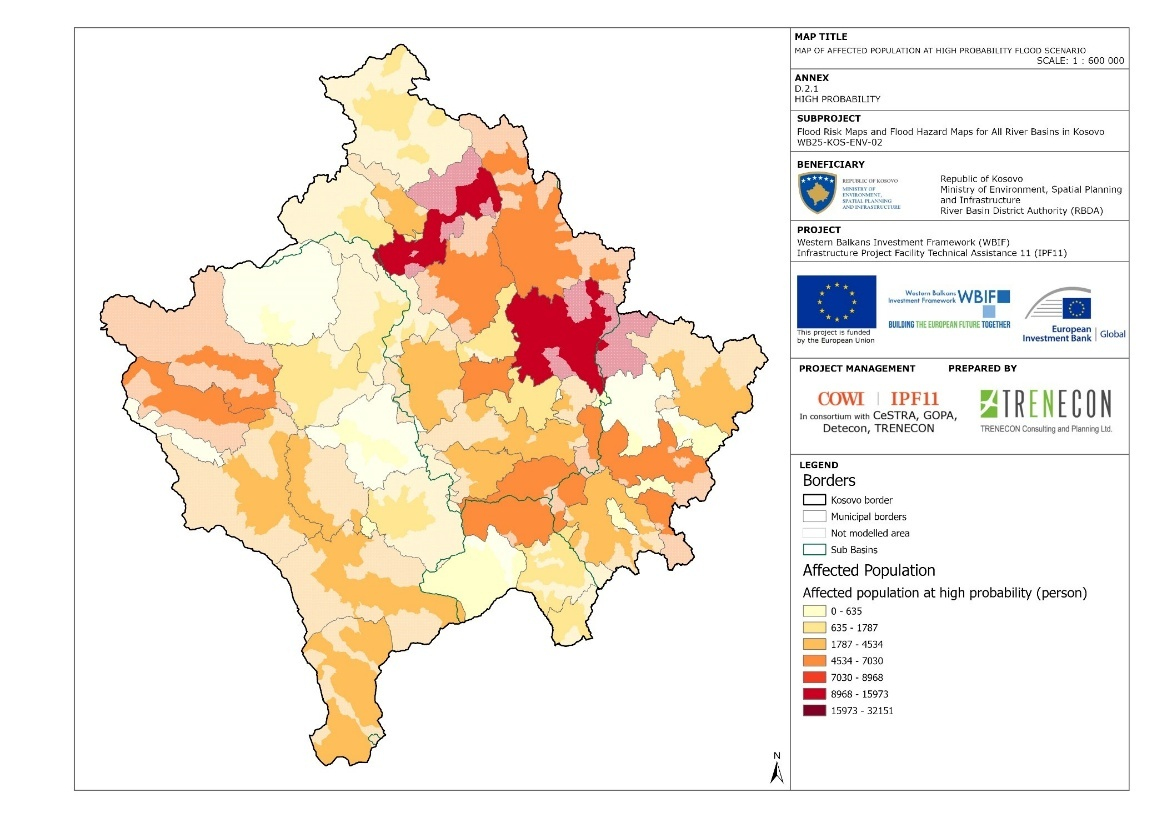 MAP TITLE
MAP OF AFFECTED POPULATION AT HIGH PROBABILITY FLOOD SCENARIO
SCALE: 1 : 600 000
ANNEX
D.2.1
HIGH PROBABILITY
SUBPROJECT
Flood Risk Maps and Flood Hazard Maps for All River Basins in Kosovo
WB25-KOS-ENV-02
BENEFICIARY
REPUBLIC OF KOSOVO
MINISTRY OF
ENVIRONMENT,
SPATIAL PLANNING
AND INFRASTRUCTURE
Republic of Kosovo
Ministry of Environment, Spatial Planning
and Infrastructure
River Basin District Authority (RBDA)
PROJECT
Western Balkans Investment Framework (WBIF)
Infrastructure Project Facility Technical Assistance 11 (IPF11)
This project is funded
by the European Union
Western Balkans
Investment Framework WBIF
BUILDING THE EUROPEAN FUTURE TOGETHER
European
Investment Bank | Global
PROJECT MANAGEMENT
COWI | IPF11
In consortium with CeSTRA, GOPA,
Detecon, TRENECON
PREPARED BY
TRENECON
TRENECON Consulting and Planning Ltd.
LEGEND
Borders
Kosovo border
Municipal borders
Not modelled area
Sub Basins
Affected Population
Affected population at high probability (person)
0 - 635
635 - 1787
1787 - 4534
4534 - 7030
7030 - 8968
8968 - 15973
15973 - 32151
N